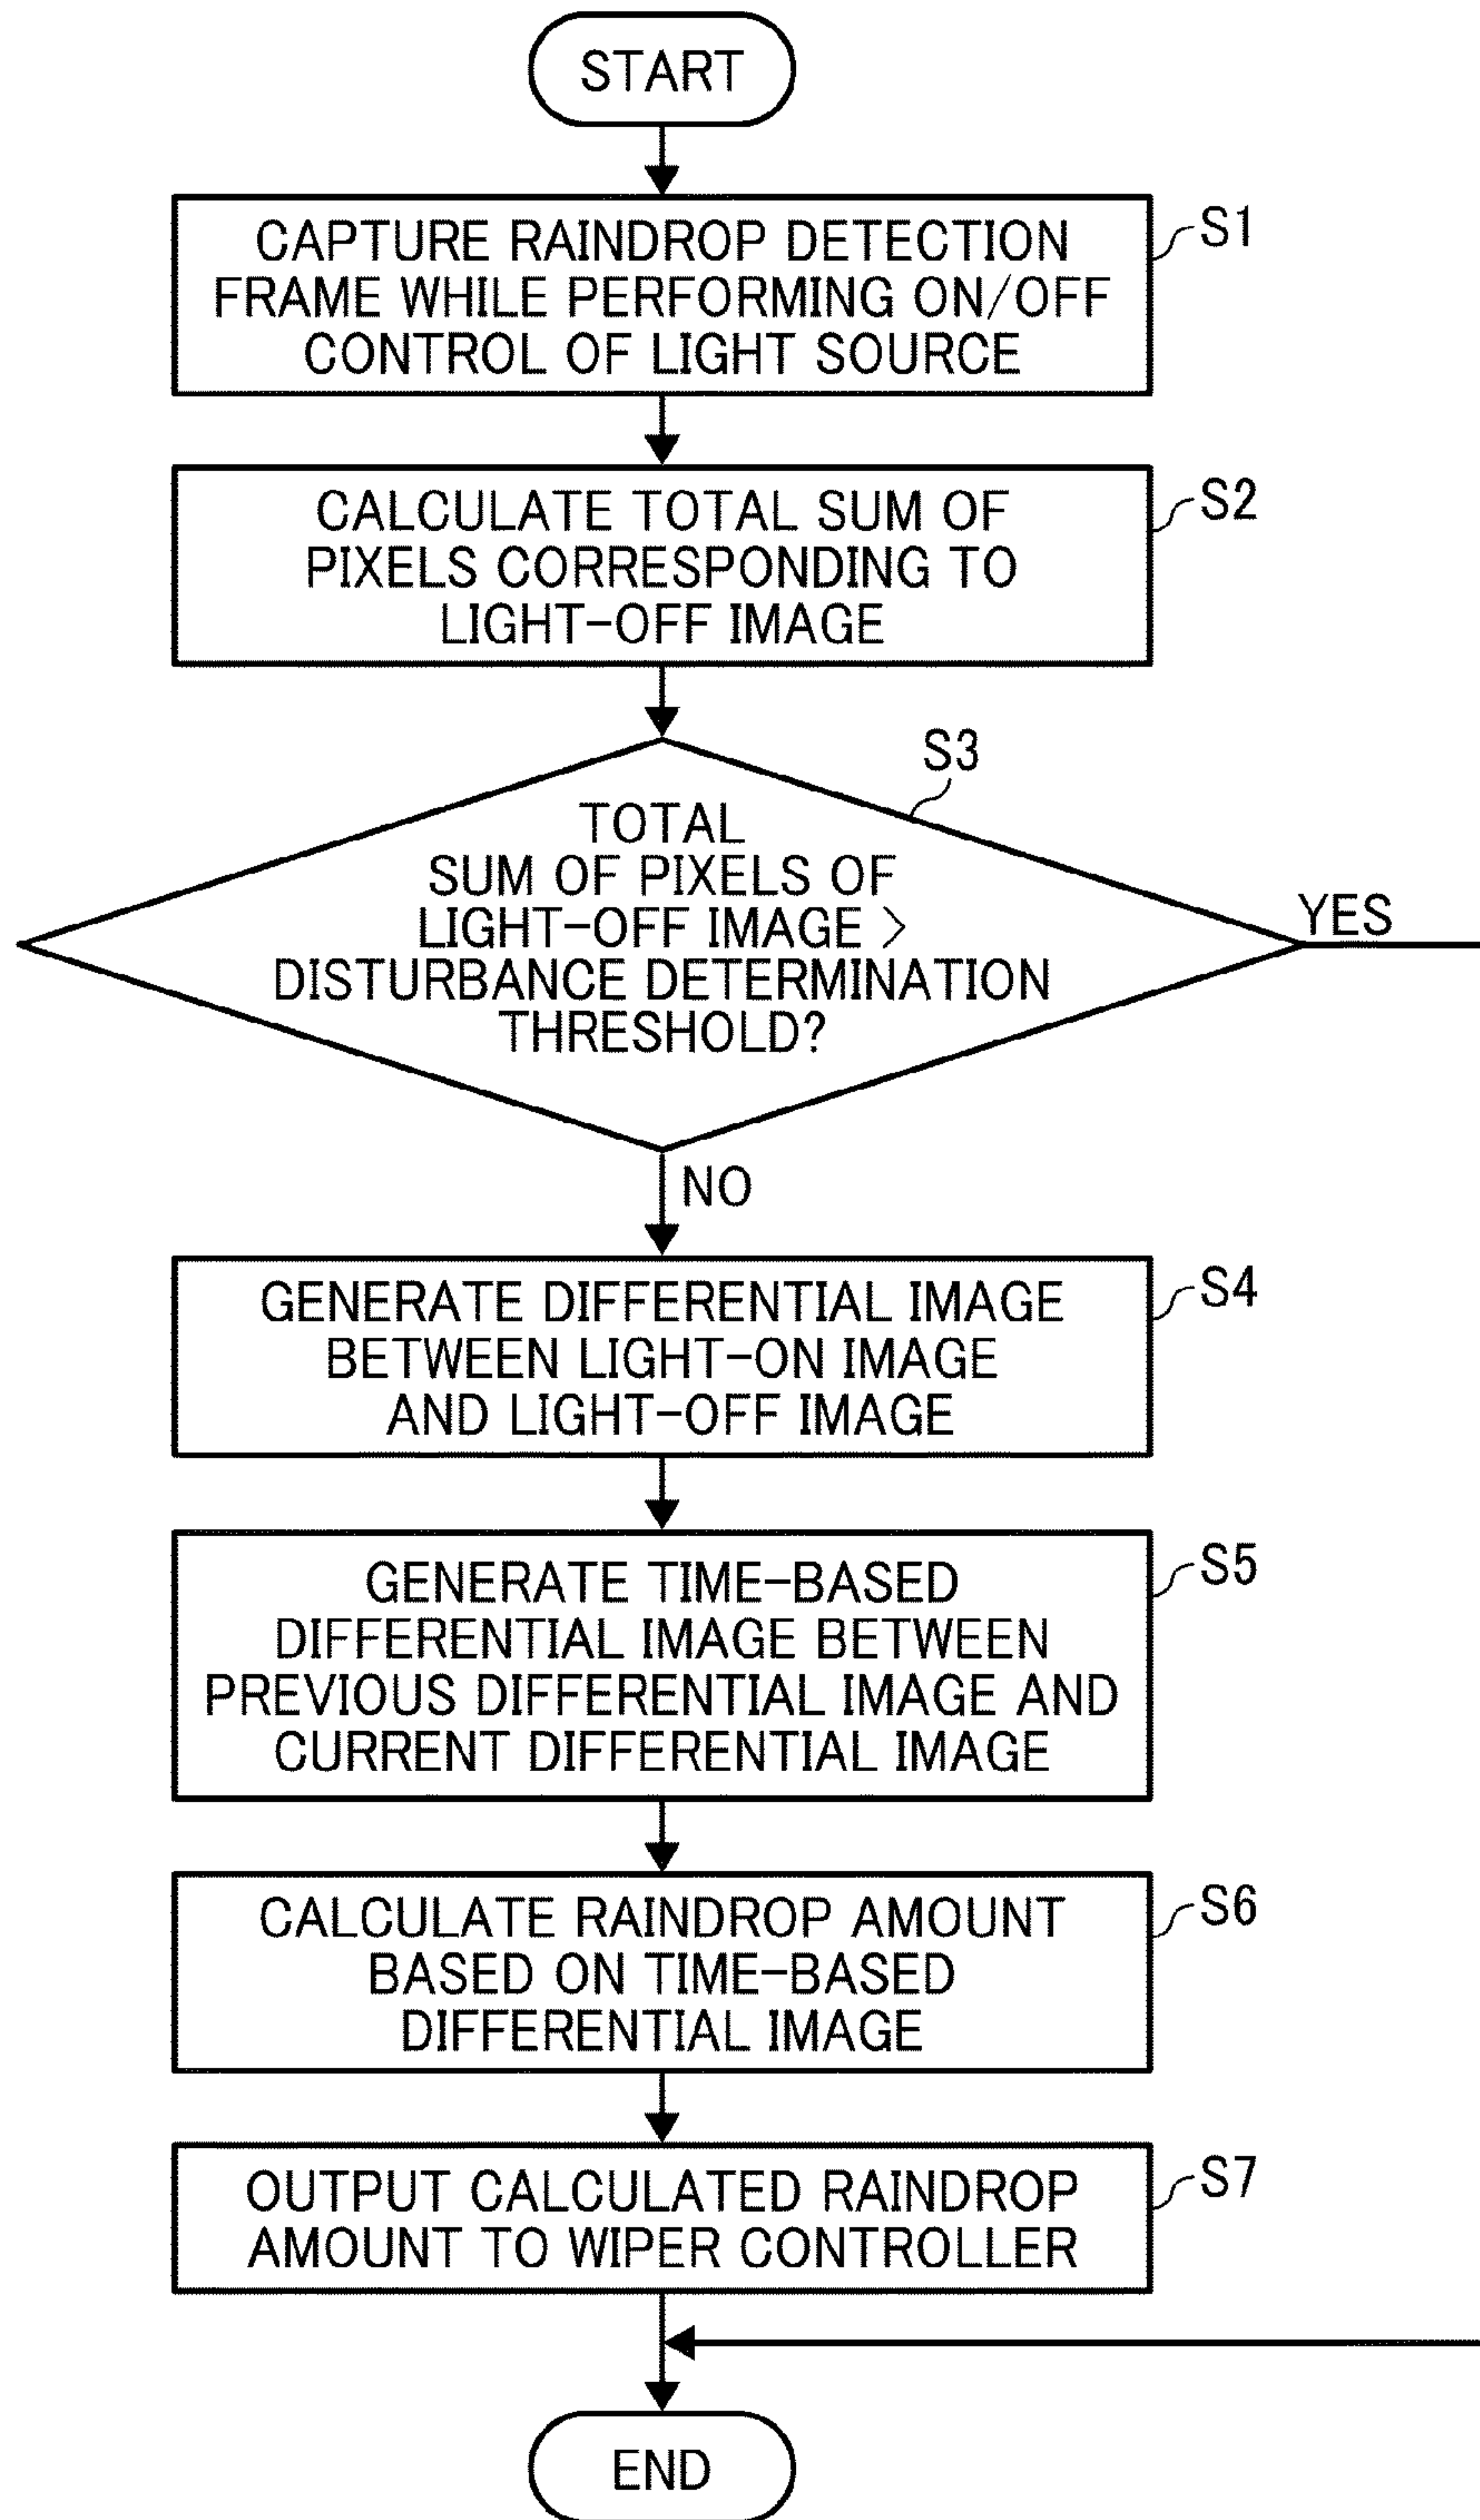 START
CAPTURE RAINDROP DETECTION
FRAME WHILE PERFORMING ON/OFF
CONTROL OF LIGHT SOURCE
S1
CALCULATE TOTAL SUM OF
PIXELS CORRESPONDING TO
LIGHT-OFF IMAGE
S2
S3
TOTAL
SUM OF PIXELS OF
LIGHT-OFF IMAGE >
DISTURBANCE DETERMINATION
THRESHOLD?
YES
NO
GENERATE DIFFERENTIAL IMAGE
BETWEEN LIGHT-ON IMAGE
AND LIGHT-OFF IMAGE
S4
GENERATE TIME-BASED
DIFFERENTIAL IMAGE BETWEEN
PREVIOUS DIFFERENTIAL IMAGE AND
CURRENT DIFFERENTIAL IMAGE
S5
CALCULATE RAINDROP AMOUNT
BASED ON TIME-BASED
DIFFERENTIAL IMAGE
S6
OUTPUT CALCULATED RAINDROP
AMOUNT TO WIPER CONTROLLER
S7
END